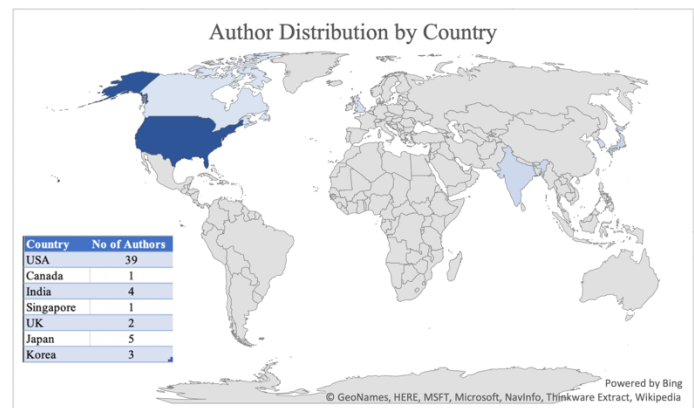 Author Distribution by Country
Country No of Authors
USA 39
Canada 1
India 4
Singapore 1
UK 2
Japan 5
Korea 3
Powered by Bing
© GeoNames, HERE, MSFT, Microsoft, NavInfo, Thinkware Extract, Wikipedia